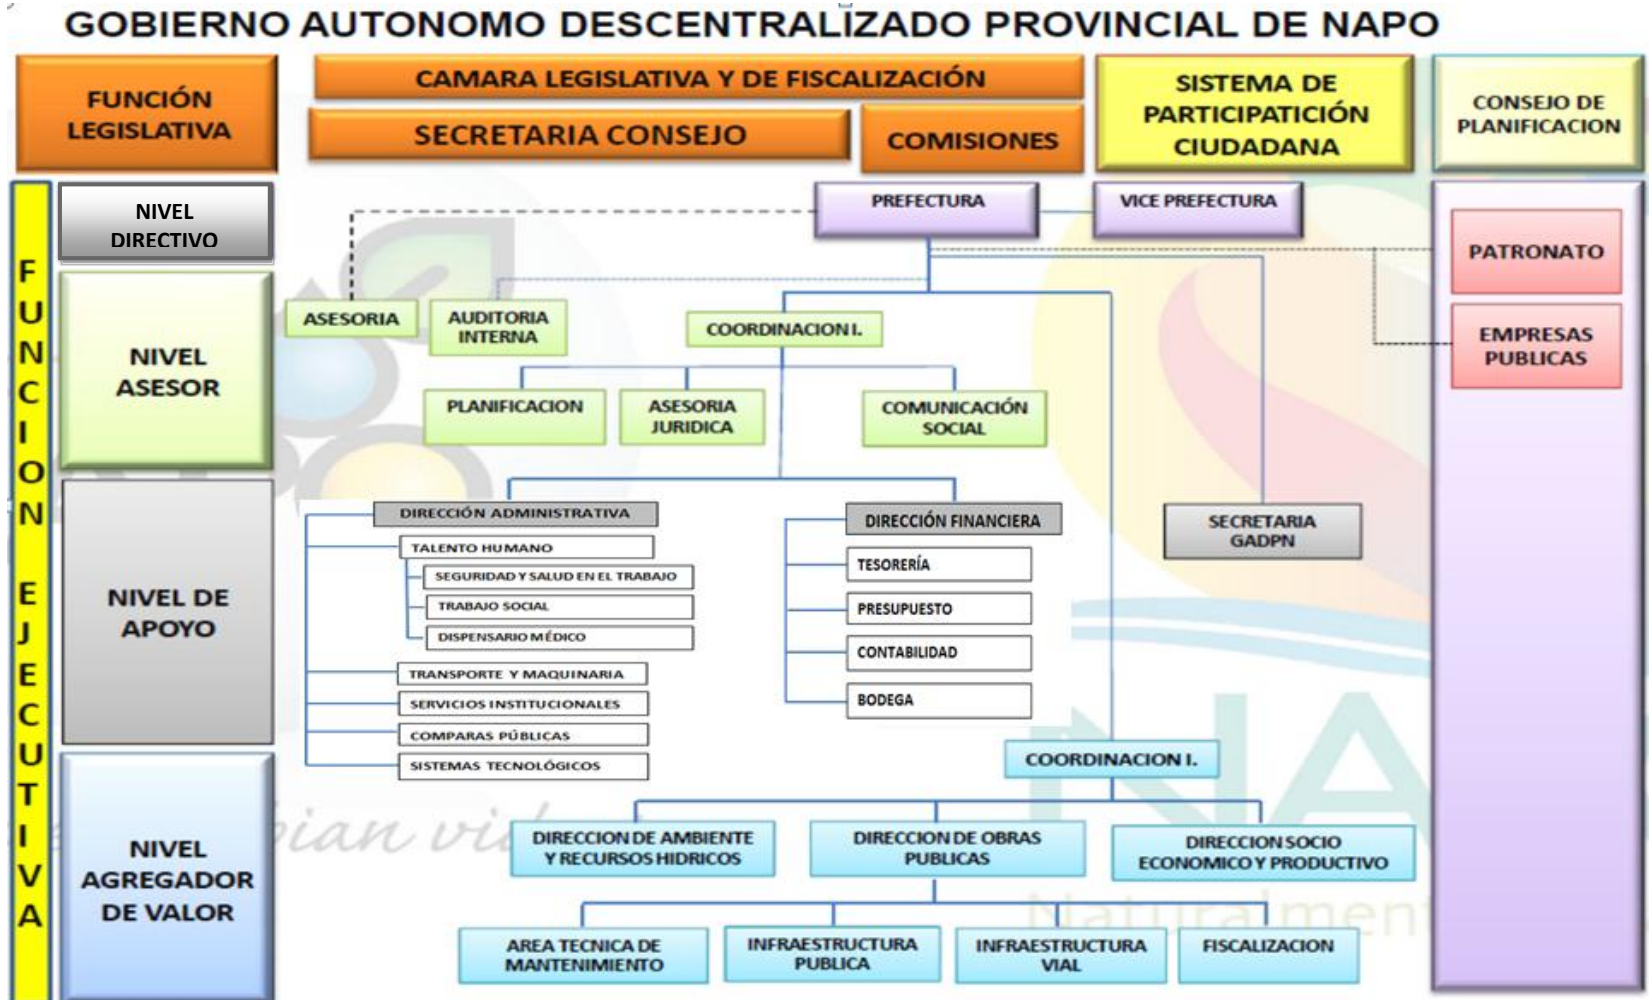 GOBIERNO AUTONOMO DESCENTRALIZADO PROVINCIAL DE NAPO
FUNCIÓN
LEGISLATIVA
CAMARA LEGISLATIVA Y DE FISCALIZACIÓN
SECRETARIA CONSEJO
COMISIONES
SISTEMA DE
PARTICIPATICIÓN
CIUDADANA
CONSEJO DE
PLANIFICACION
FUNCION EJECUTIVA
NIVEL
DIRECTIVO
PREFECTURA
VICE PREFECTURA
PATRONATO
EMPRESAS
PUBLICAS
NIVEL
ASESOR
ASESORIA
AUDITORIA
INTERNA
COORDINACION I.
PLANIFICACION
ASESORIA
JURIDICA
COMUNICACIÓN
SOCIAL
NIVEL DE
APOYO
DIRECCIÓN ADMINISTRATIVA
TALENTO HUMANO
SEGURIDAD Y SALUD EN EL TRABAJO
TRABAJO SOCIAL
DISPENSARIO MÉDICO
TRANSPORTE Y MAQUINARIA
SERVICIOS INSTITUCIONALES
COMPARAS PÚBLICAS
SISTEMAS TECNOLÓGICOS
DIRECCIÓN FINANCIERA
TESORERÍA
PRESUPUESTO
CONTABILIDAD
BODEGA
SECRETARIA
GADPN
NIVEL
AGREGADOR
DE VALOR
COORDINACION I.
DIRECCION DE AMBIENTE
Y RECURSOS HIDRICOS
DIRECCION DE OBRAS
PUBLICAS
DIRECCION SOCIO
ECONOMICO Y PRODUCTIVO
AREA TECNICA DE
MANTENIMIENTO
INFRAESTRUCTURA
PUBLICA
INFRAESTRUCTURA
VIAL
FISCALIZACION